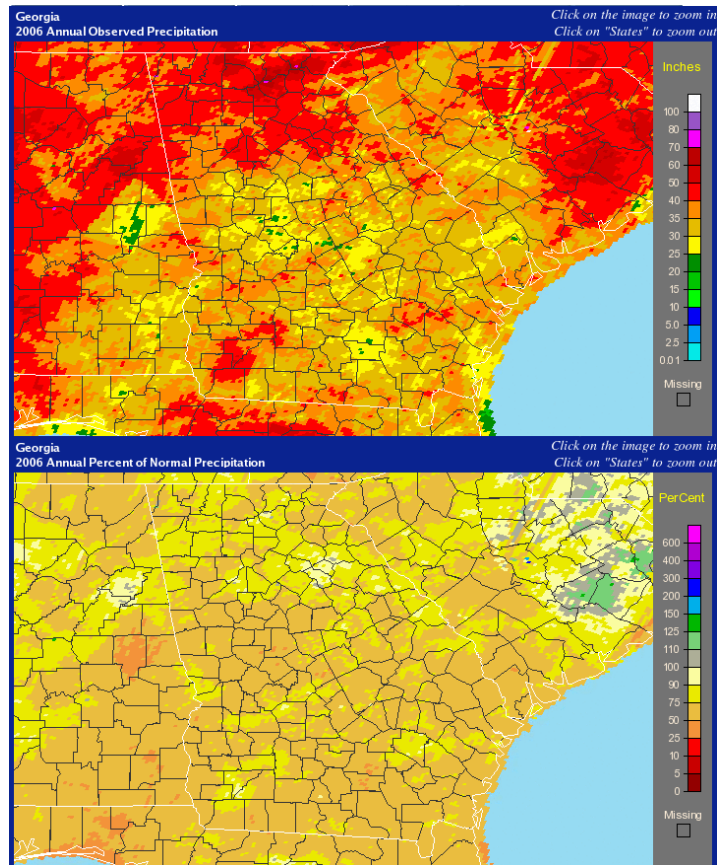 Georgia
2006 Annual Observed Precipitation
Click on the image to zoom in
Click on "States" to zoom out
Inches
100
80
70
60
50
40
35
30
25
20
15
10
5.0
2.5
0.01
Missing
Georgia
2006 Annual Percent of Normal Precipitation
Click on the image to zoom in
Click on "States" to zoom out
PerCent
600
400
300
200
150
125
110
100
90
75
50
25
10
5
0
Missing